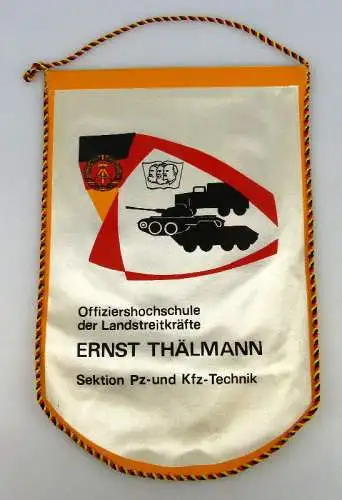 Offiziershochschule
der Landstreitkräfte
ERNST THÄLMANN
Sektion Pz-und Kfz-Technik